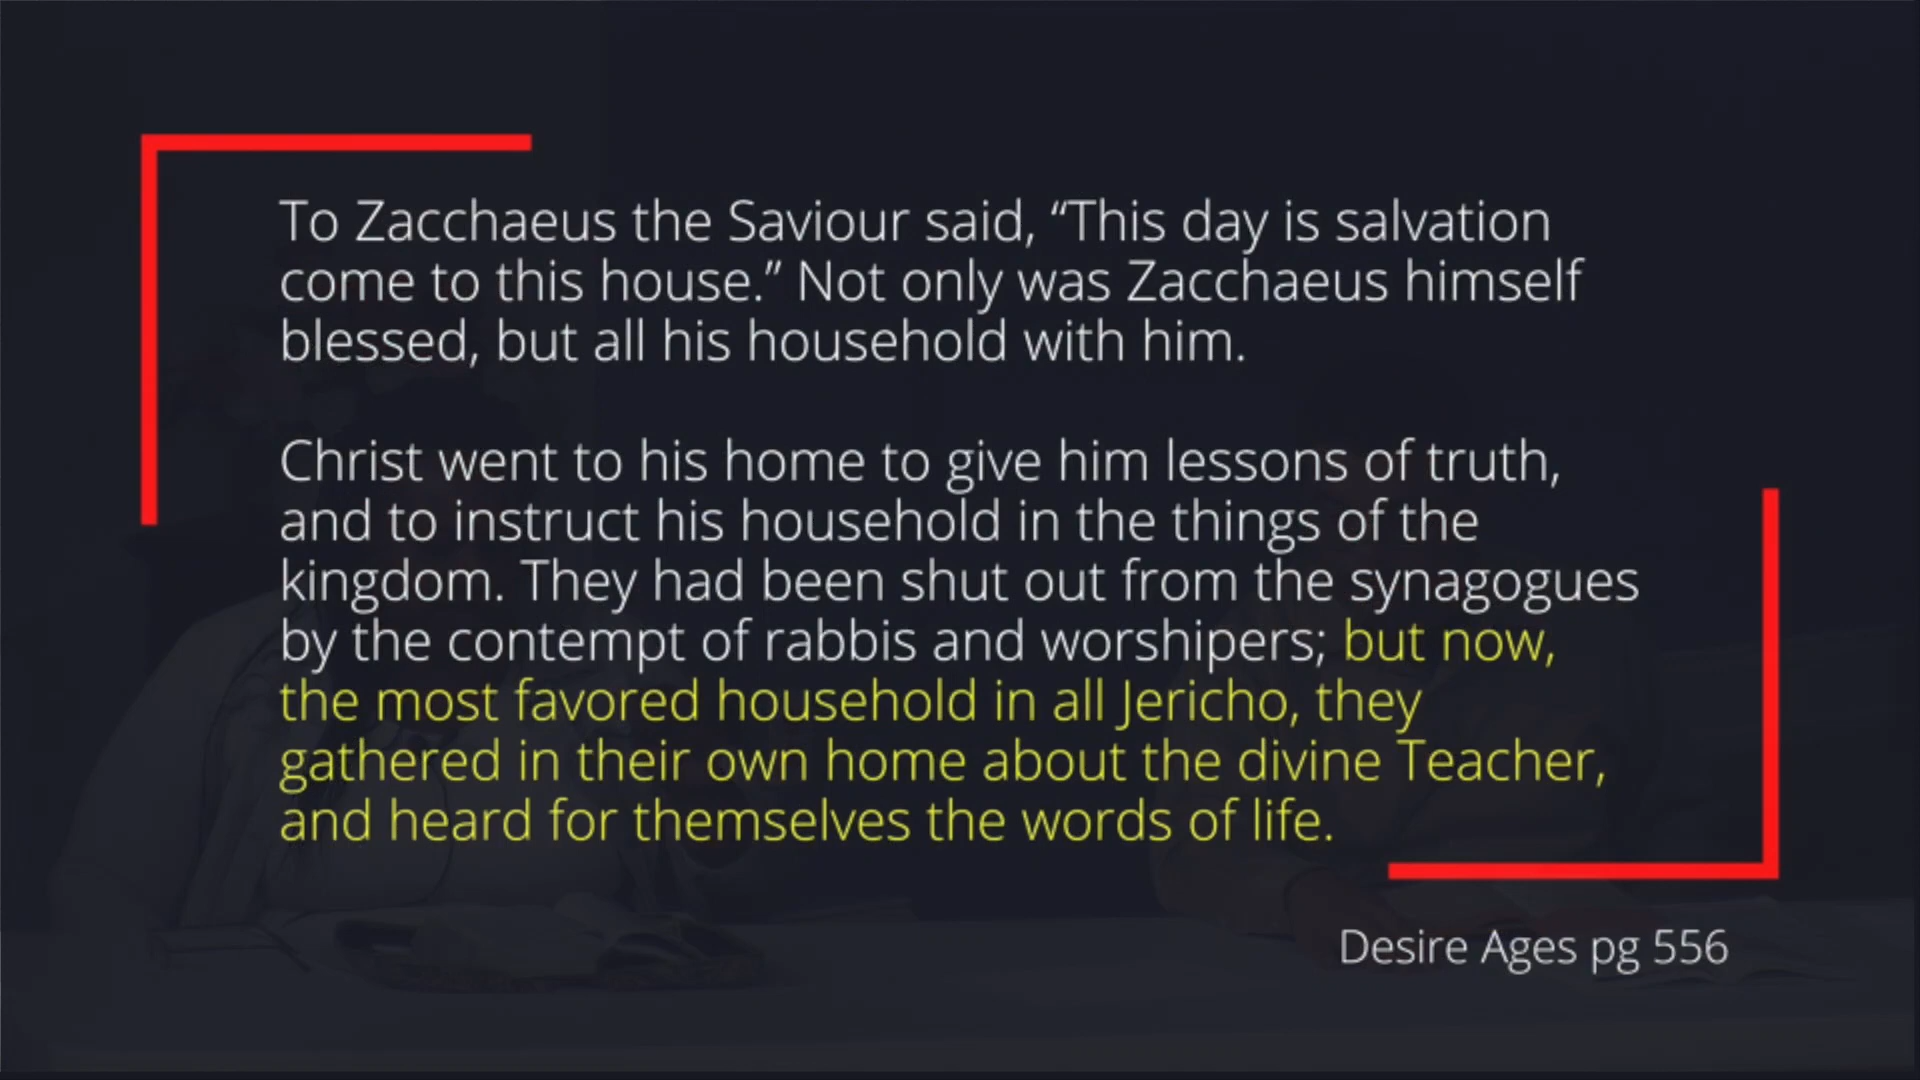 To Zacchaeus the Saviour said, “This day is salvation
come to this house.” Not only was Zacchaeus himself
blessed, but all his household with him.
Christ went to his home to give him lessons of truth,
and to instruct his household in the things of the
kingdom. They had been shut out from the synagogues
by the contempt of rabbis and worshipers; but now,
the most favored household in all Jericho, they
gathered in their own home about the divine Teacher,
and heard for themselves the words of life.
Desire Ages pg 556